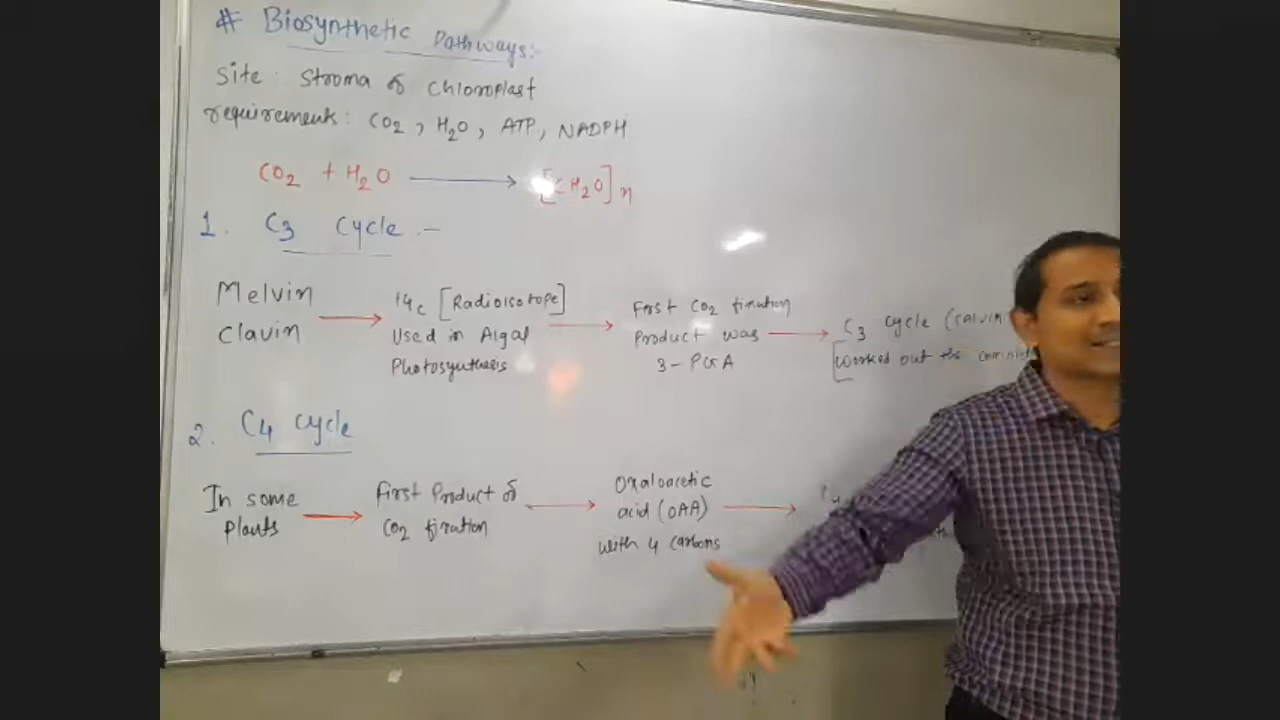 # Biosynthetic Pathways:-
Site: Stroma of Chloroplast
requirements: CO2, H2O, ATP, NADPH
CO2 + H2O → [CH2O]n
1. C3 Cycle :-
Melvin
Clavin
→
14c [Radioisotope]
Used in Algal
Photosynthesis
→
First CO2 fixation
Product was
3-PGA
→
C3 cycle (Calvin
[worked out the
2. C4 Cycle
In some
Plants
→
First Product of
CO2 fixation
→
Oxaloacetic
acid (OAA)
with 4 carbons
→